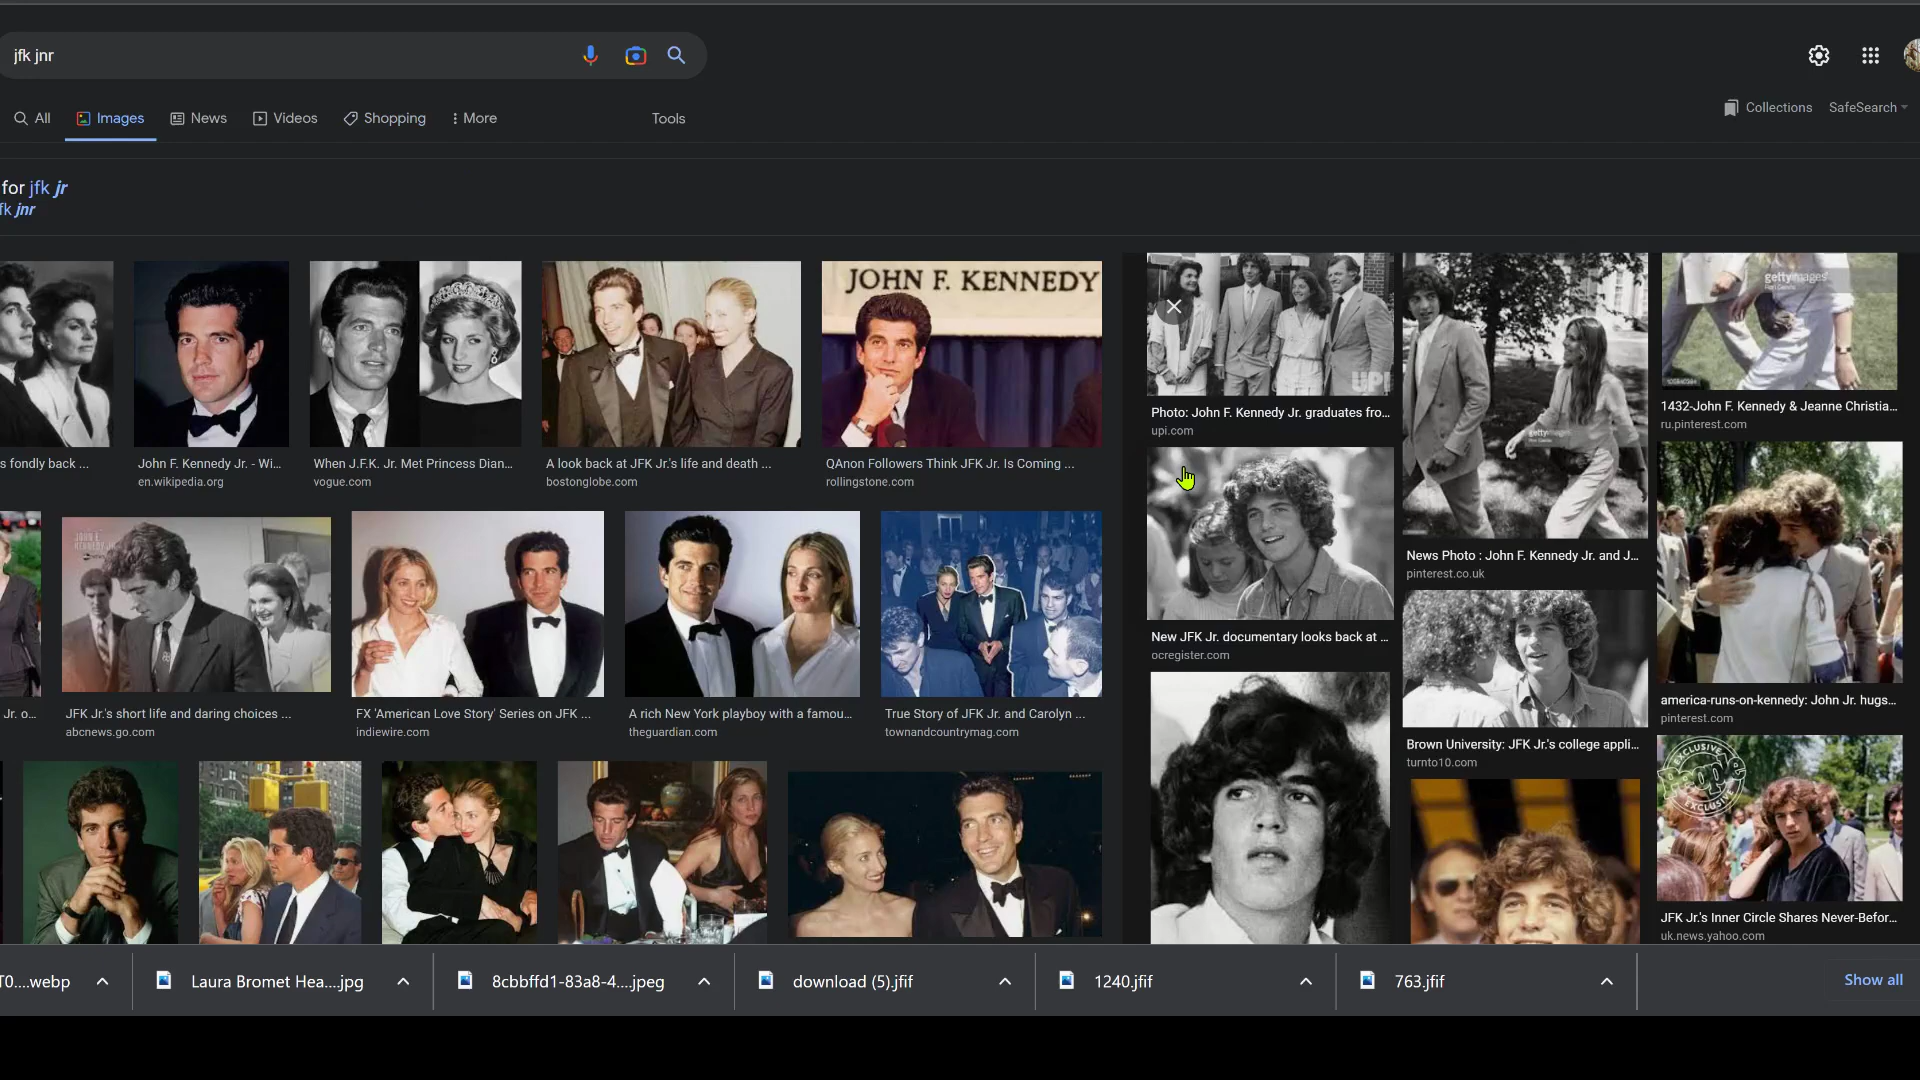 jfk jnr
All
Images
News
Videos
Shopping
More
Tools
Collections
SafeSearch
for jfk jr
fk jnr
JOHN F. KENNEDY
s fondly back ...
John F. Kennedy Jr. - Wi...
en.wikipedia.org
When J.F.K. Jr. Met Princess Dian...
vogue.com
A look back at JFK Jr.'s life and death ...
bostonglobe.com
QAnon Followers Think JFK Jr. Is Coming ...
rollingstone.com
Jr. o...
JFK Jr.'s short life and daring choices ...
abcnews.go.com
FX 'American Love Story' Series on JFK ...
indiewire.com
A rich New York playboy with a famou...
theguardian.com
True Story of JFK Jr. and Carolyn ...
townandcountrymag.com
UPI
Photo: John F. Kennedy Jr. graduates fro...
upi.com
New JFK Jr. documentary looks back at ...
ocregister.com
gettyimages
News Photo : John F. Kennedy Jr. and J...
pinterest.co.uk
Brown University: JFK Jr.'s college appli...
turnto10.com
gettyimages
1432-John F. Kennedy & Jeanne Christia...
ru.pinterest.com
america-runs-on-kennedy: John Jr. hugs...
pinterest.com
EXCLUSIVE
EXCLUSIVE
JFK Jr.'s Inner Circle Shares Never-Befor...
uk.news.yahoo.com
T0....webp
Laura Bromet Hea....jpg
8cbbffd1-83a8-4....jpeg
download (5).jfif
1240.jfif
763.jfif
Show all